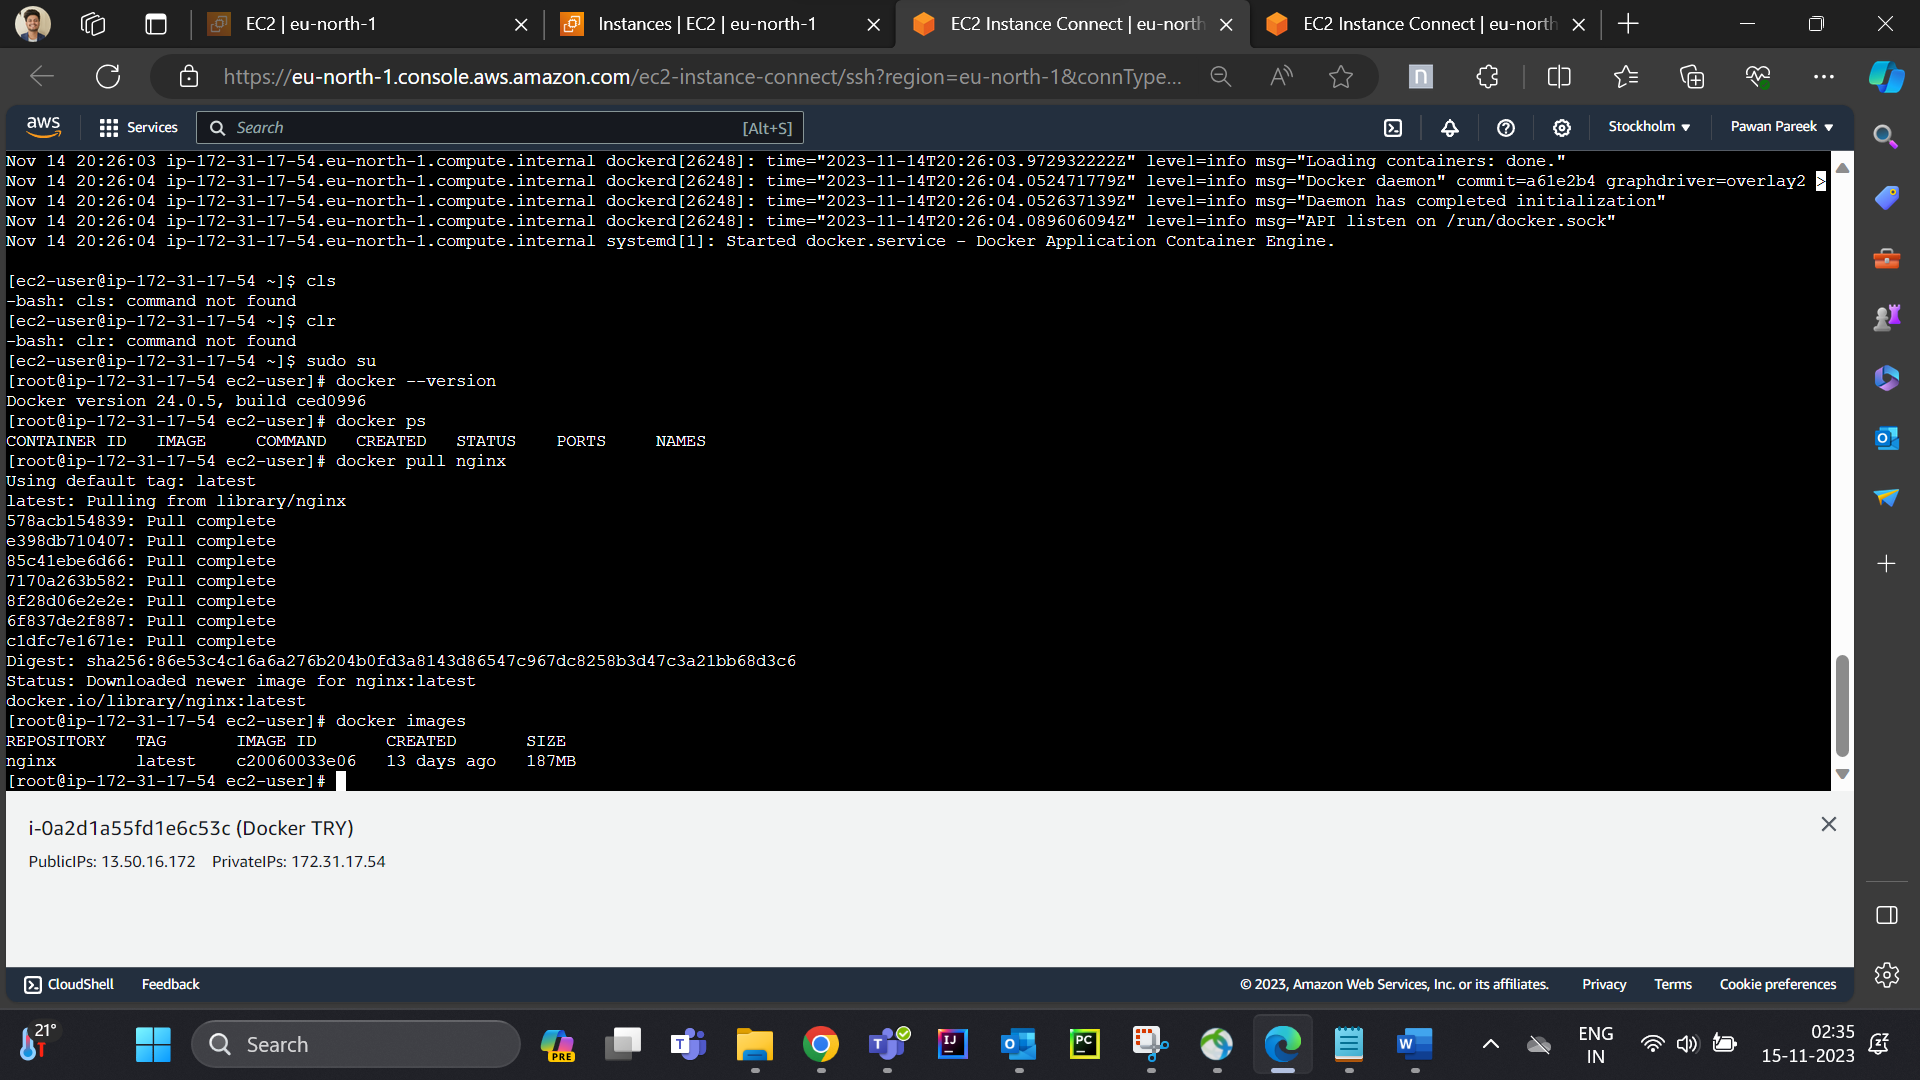 EC2 | eu-north-1
Instances | EC2 | eu-north-1
EC2 Instance Connect | eu-north
EC2 Instance Connect | eu-north
https://eu-north-1.console.aws.amazon.com/ec2-instance-connect/ssh?region=eu-north-1&connType...
aws
Services
Search
[Alt+S]
Stockholm
Pawan Pareek
Nov 14 20:26:03 ip-172-31-17-54.eu-north-1.compute.internal dockerd[26248]: time="2023-11-14T20:26:03.972932222Z" level=info msg="Loading containers: done."
Nov 14 20:26:04 ip-172-31-17-54.eu-north-1.compute.internal dockerd[26248]: time="2023-11-14T20:26:04.052471779Z" level=info msg="Docker daemon" commit=a61e2b4 graphdriver=overlay2 >
Nov 14 20:26:04 ip-172-31-17-54.eu-north-1.compute.internal dockerd[26248]: time="2023-11-14T20:26:04.052637139Z" level=info msg="Daemon has completed initialization"
Nov 14 20:26:04 ip-172-31-17-54.eu-north-1.compute.internal dockerd[26248]: time="2023-11-14T20:26:04.089606094Z" level=info msg="API listen on /run/docker.sock"
Nov 14 20:26:04 ip-172-31-17-54.eu-north-1.compute.internal systemd[1]: Started docker.service - Docker Application Container Engine.
[ec2-user@ip-172-31-17-54 ~]$ cls
-bash: cls: command not found
[ec2-user@ip-172-31-17-54 ~]$ clr
-bash: clr: command not found
[ec2-user@ip-172-31-17-54 ~]$ sudo su
[root@ip-172-31-17-54 ec2-user]# docker --version
Docker version 24.0.5, build ced0996
[root@ip-172-31-17-54 ec2-user]# docker ps
CONTAINER ID   IMAGE     COMMAND   CREATED   STATUS    PORTS     NAMES
[root@ip-172-31-17-54 ec2-user]# docker pull nginx
Using default tag: latest
latest: Pulling from library/nginx
578acb154839: Pull complete
e398db710407: Pull complete
85c41ebe6d66: Pull complete
7170a263b582: Pull complete
8f28d06e2e2e: Pull complete
6f837de2f887: Pull complete
c1dfc7e1671e: Pull complete
Digest: sha256:86e53c4c16a6a276b204b0fd3a8143d86547c967dc8258b3d47c3a21bb68d3c6
Status: Downloaded newer image for nginx:latest
docker.io/library/nginx:latest
[root@ip-172-31-17-54 ec2-user]# docker images
REPOSITORY   TAG       IMAGE ID       CREATED       SIZE
nginx        latest    c20060033e06   13 days ago   187MB
[root@ip-172-31-17-54 ec2-user]#
i-0a2d1a55fd1e6c53c (Docker TRY)
PublicIPs: 13.50.16.172 PrivateIPs: 172.31.17.54
CloudShell
Feedback
© 2023, Amazon Web Services, Inc. or its affiliates.
Privacy
Terms
Cookie preferences
21°
Search
PRE
ENG
IN
02:35
15-11-2023